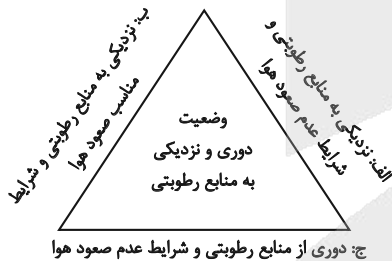 الف: نزدیکی به منابع رطوبتی و
شرایط عدم صعود هوا
ب: نزدیکی به منابع رطوبتی و شرایط
مناسب صعود هوا
وضعیت
دوری و نزدیکی
به منابع رطوبتی
ج: دوری از منابع رطوبتی و شرایط عدم صعود هوا